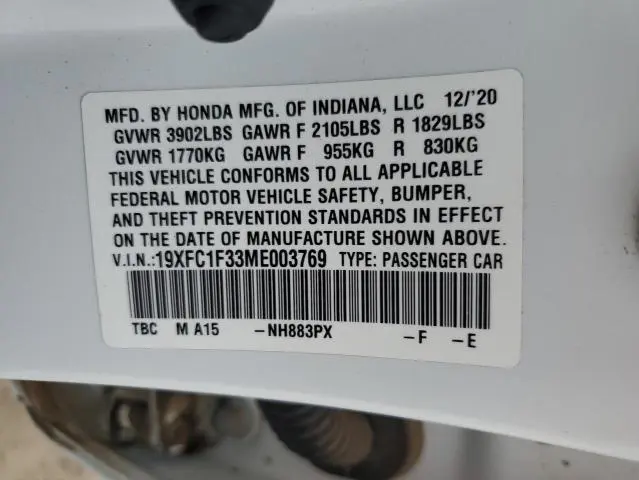 MFD. BY HONDA MFG. OF INDIANA, LLC 12/'20
GVWR 3902LBS GAWR F 2105LBS R 1829LBS
GVWR 1770KG GAWR F 955KG R 830KG
THIS VEHICLE CONFORMS TO ALL APPLICABLE
FEDERAL MOTOR VEHICLE SAFETY, BUMPER,
AND THEFT PREVENTION STANDARDS IN EFFECT
ON THE DATE OF MANUFACTURE SHOWN ABOVE.
V.I.N.:19XFC1F33ME003769 TYPE: PASSENGER CAR
TBC M A15 -NH883PX -F -E